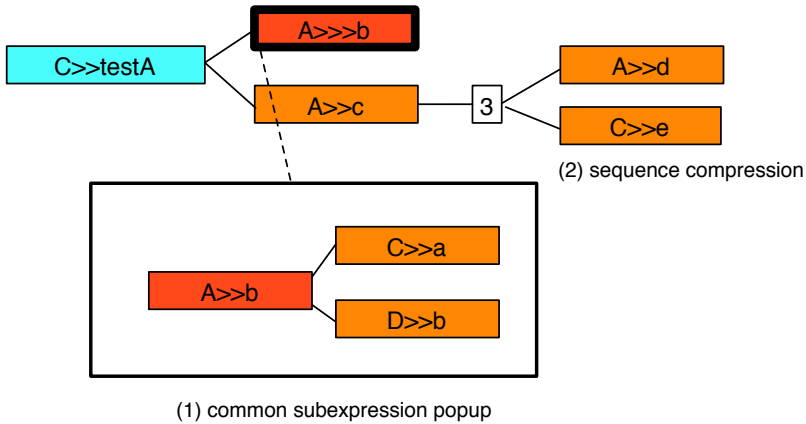 A>>>b
C>>testA
A>>d
A>>c
3
C>>e
(2) sequence compression
C>>a
A>>b
D>>b
(1) common subexpression popup